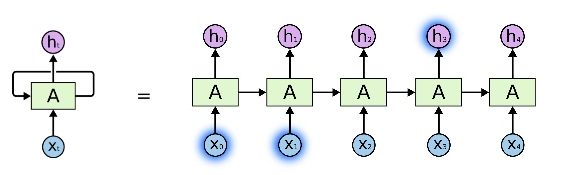 hₜ h₀ h₁ h₂ h₃ h₄
A = A A A A A
xₜ x₀ x₁ x₂ x₃ x₄